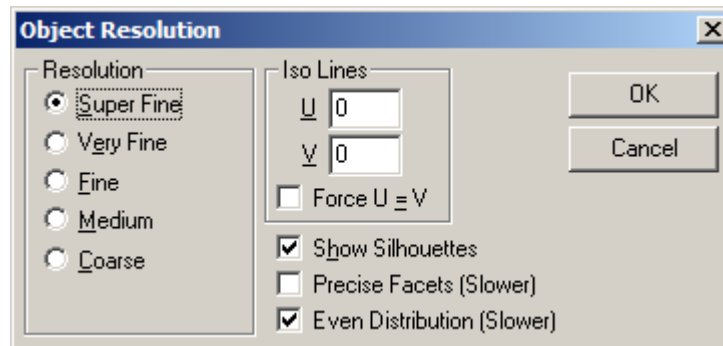 Object Resolution
Resolution
Super Fine
Very Fine
Fine
Medium
Coarse
Iso Lines
U 0
V 0
Force U = V
Show Silhouettes
Precise Facets (Slower)
Even Distribution (Slower)
OK
Cancel